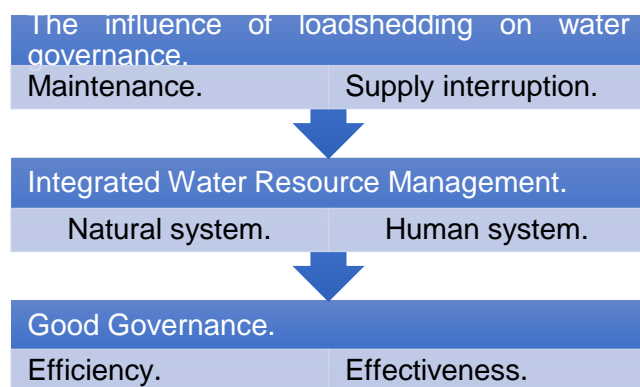 The influence of loadshedding on water
governance.
Maintenance. Supply interruption.
Integrated Water Resource Management.
Natural system. Human system.
Good Governance.
Efficiency. Effectiveness.